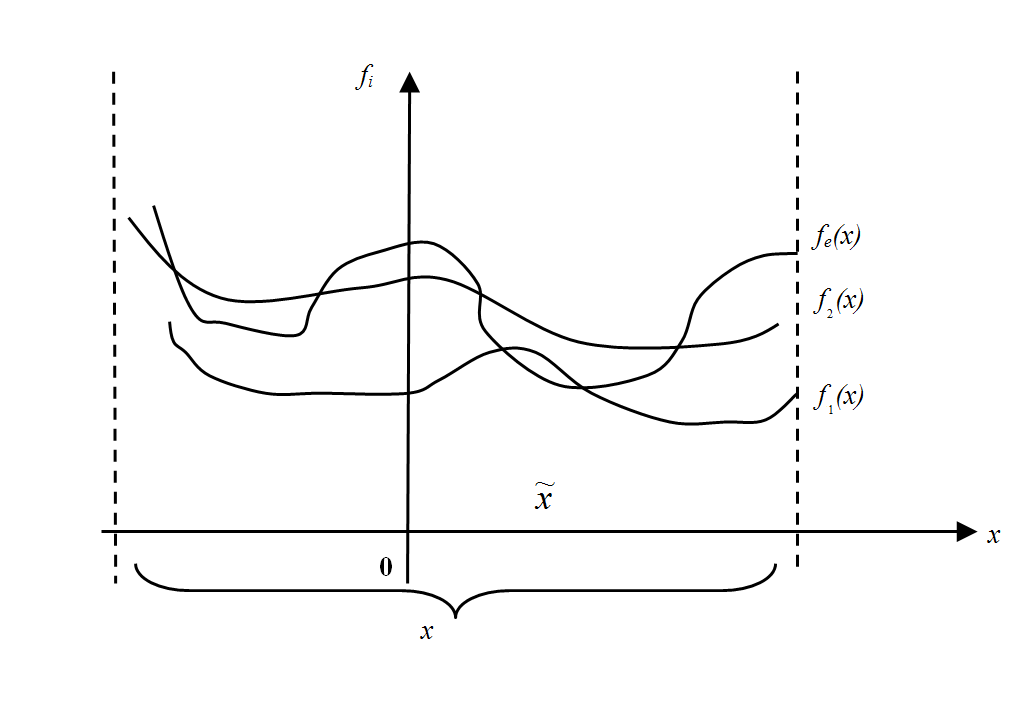 fᵢ
fₑ(x)
f₂(x)
f₁(x)
x̃
x
0
x